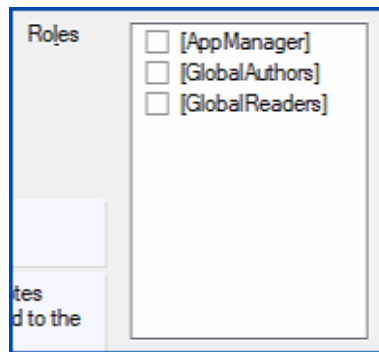 Roles
[AppManager]
[GlobalAuthors]
[GlobalReaders]
tes
d to the